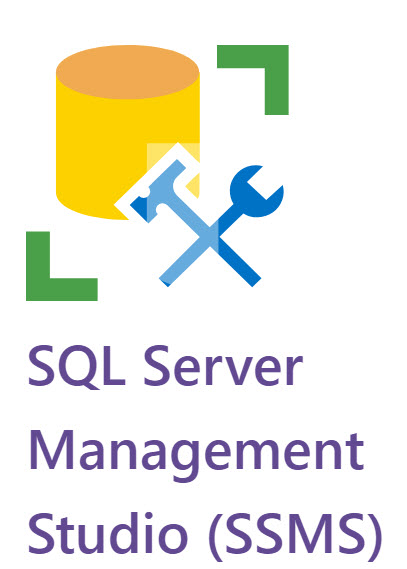 SQL Server
Management
Studio (SSMS)